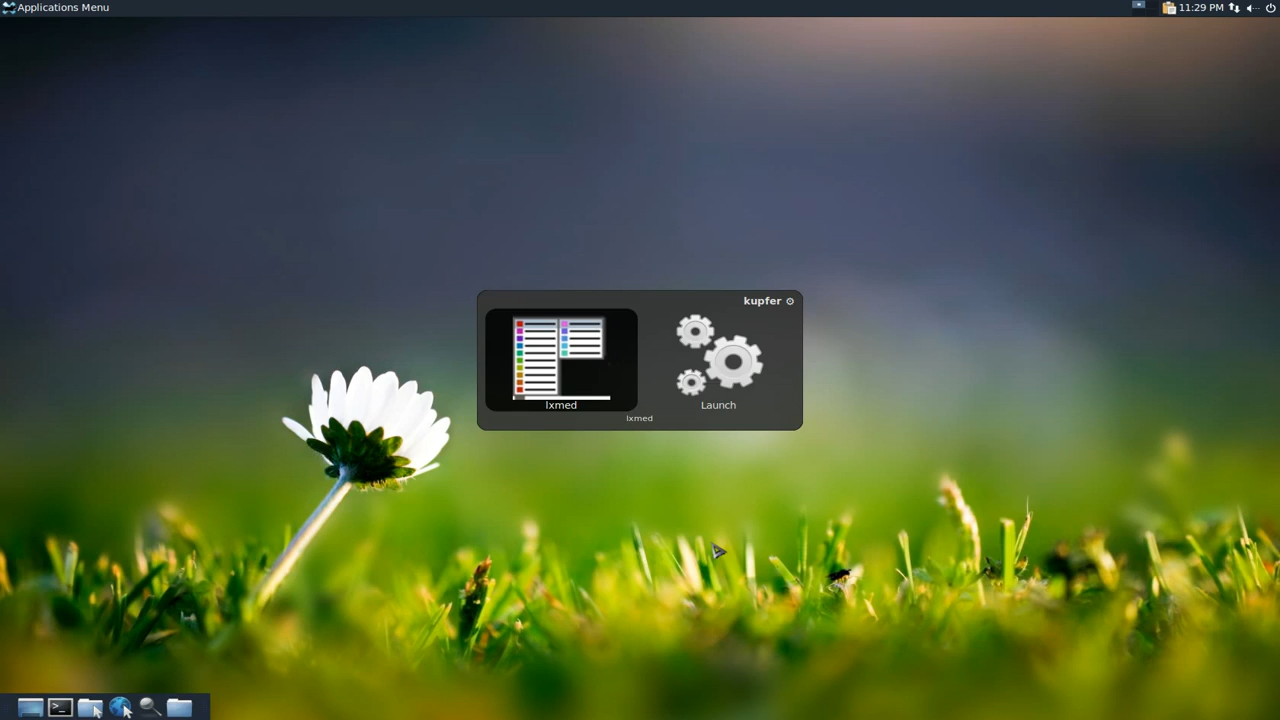 Applications Menu
11:29 PM
kupfer
lxmed
Launch
lxmed
>_